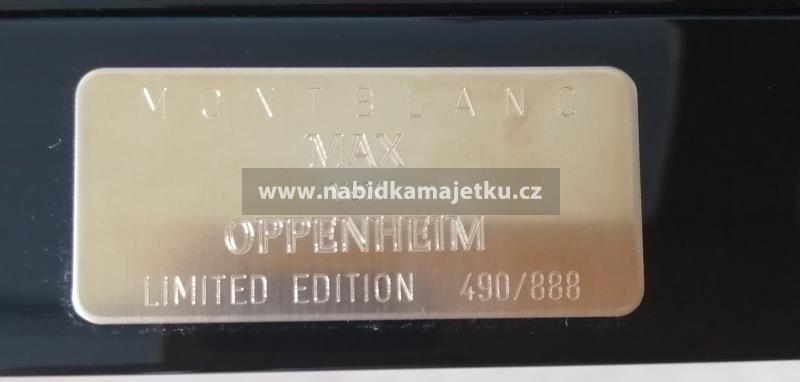 MONTBLANC
MAX
www.nabidkamajetku.cz
OPPENHEIM
LIMITED EDITION 490/888